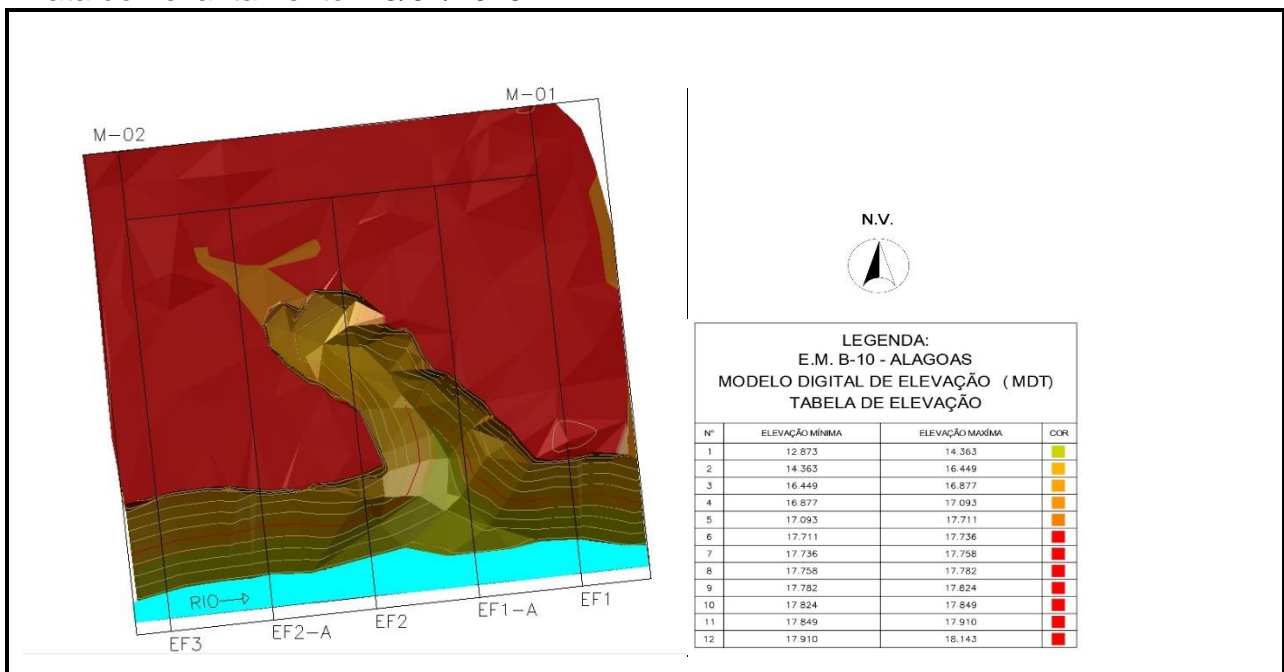 M-02
M-01
RIO
EF3
EF2-A
EF2
EF1-A
EF1
N.V.
LEGENDA:
E.M. B-10 - ALAGOAS
MODELO DIGITAL DE ELEVAÇÃO ( MDT)
TABELA DE ELEVAÇÃO
N° ELEVAÇÃO MÍNIMA ELEVAÇÃO MAXÍMA COR
1 12.873 14.363
2 14.363 16.449
3 16.449 16.877
4 16.877 17.093
5 17.093 17.711
6 17.711 17.736
7 17.736 17.758
8 17.758 17.782
9 17.782 17.824
10 17.824 17.849
11 17.849 17.910
12 17.910 18.143